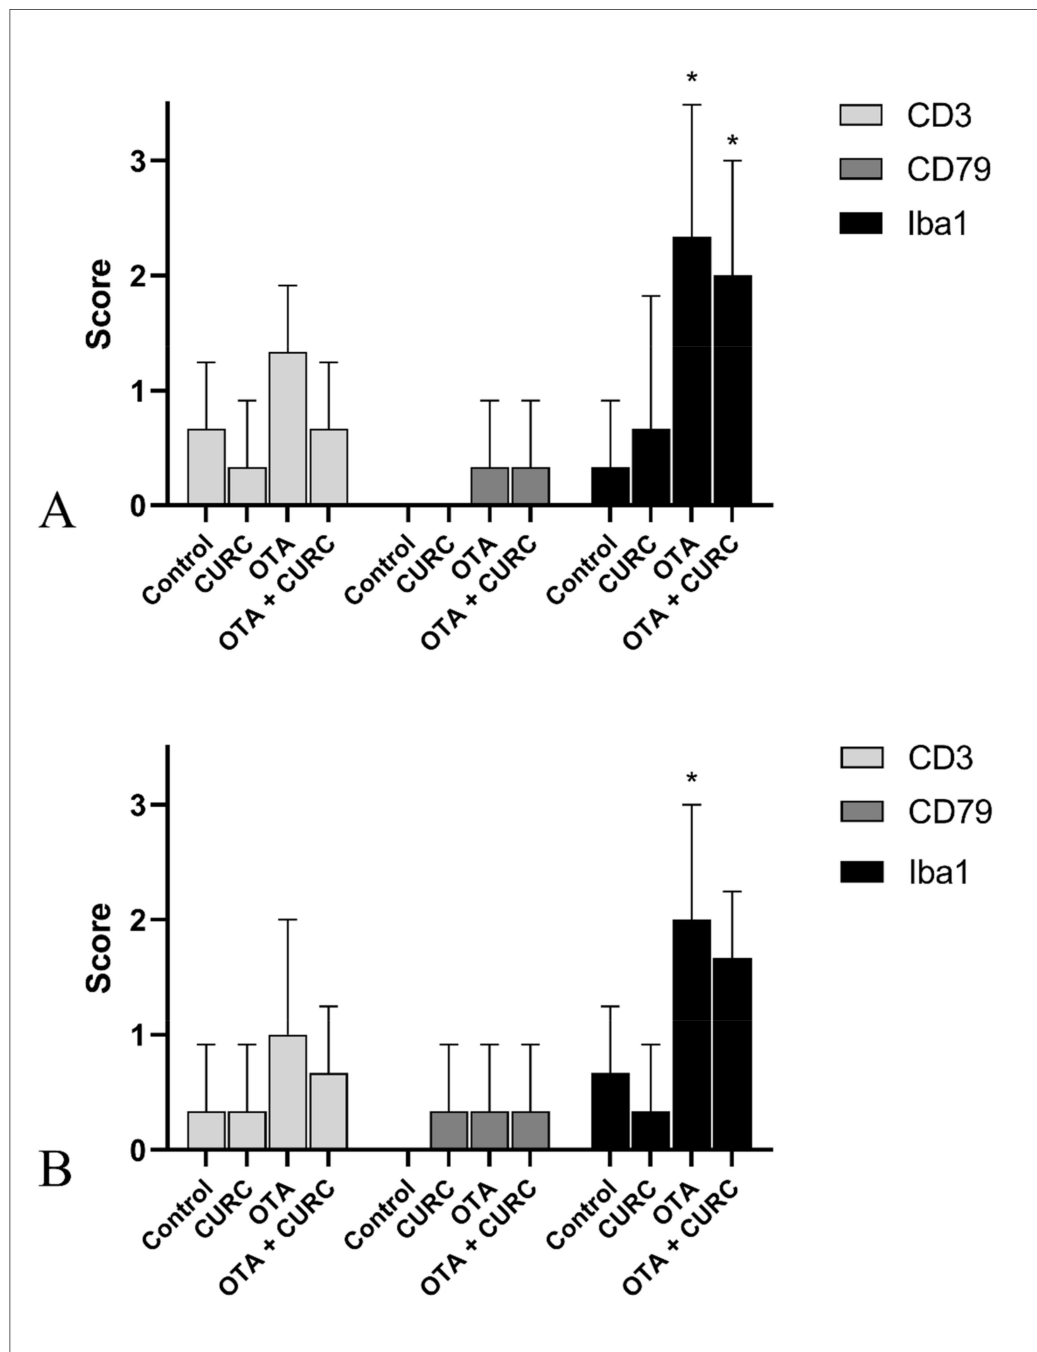 *
*
CD3
CD79
Iba1
3
2
1
0
Score
A
Control
CURC
OTA
OTA + CURC
Control
CURC
OTA
OTA + CURC
Control
CURC
OTA
OTA + CURC
*
CD3
CD79
Iba1
3
2
1
0
Score
B
Control
CURC
OTA
OTA + CURC
Control
CURC
OTA
OTA + CURC
Control
CURC
OTA
OTA + CURC